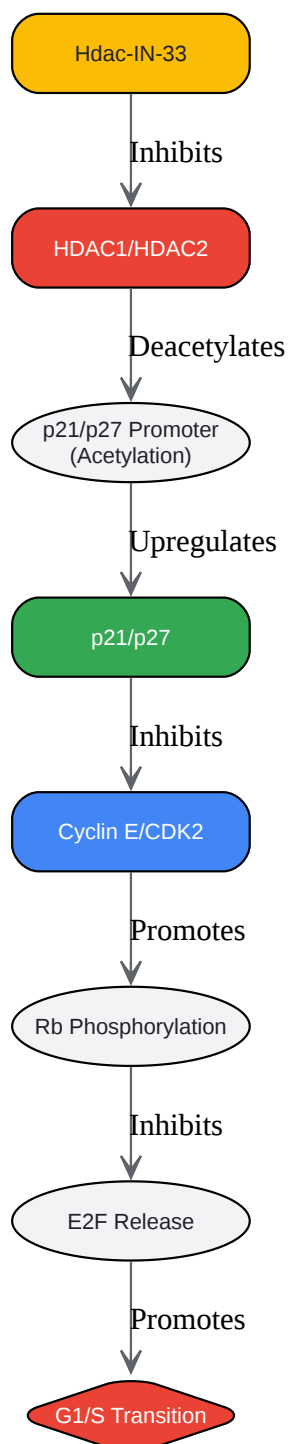 Hdac-IN-33
Inhibits
HDAC1/HDAC2
Deacetylates
p21/p27 Promoter
(Acetylation)
Upregulates
p21/p27
Inhibits
Cyclin E/CDK2
Promotes
Rb Phosphorylation
Inhibits
E2F Release
Promotes
G1/S Transition